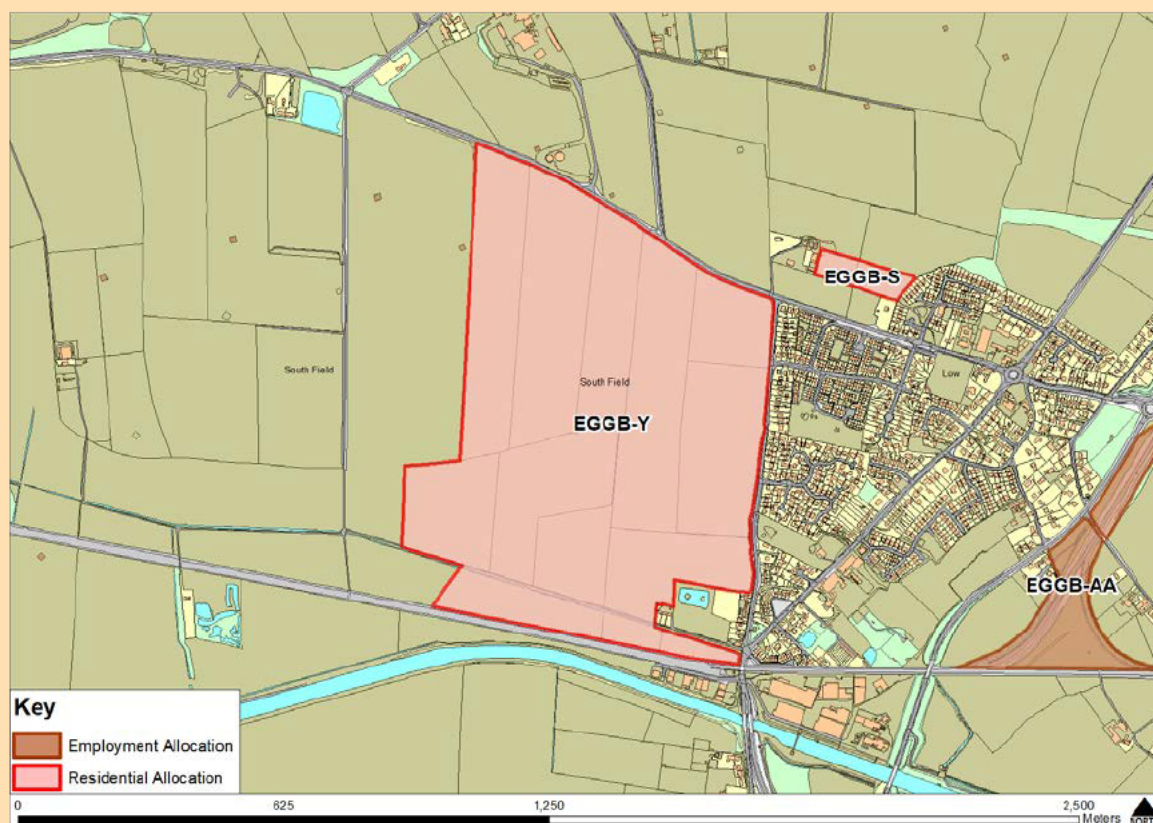 EGGB-S
Low
South Field
South Field
EGGB-Y
EGGB-AA
Key
Employment Allocation
Residential Allocation
0
625
1,250
2,500
Meters
NORTH